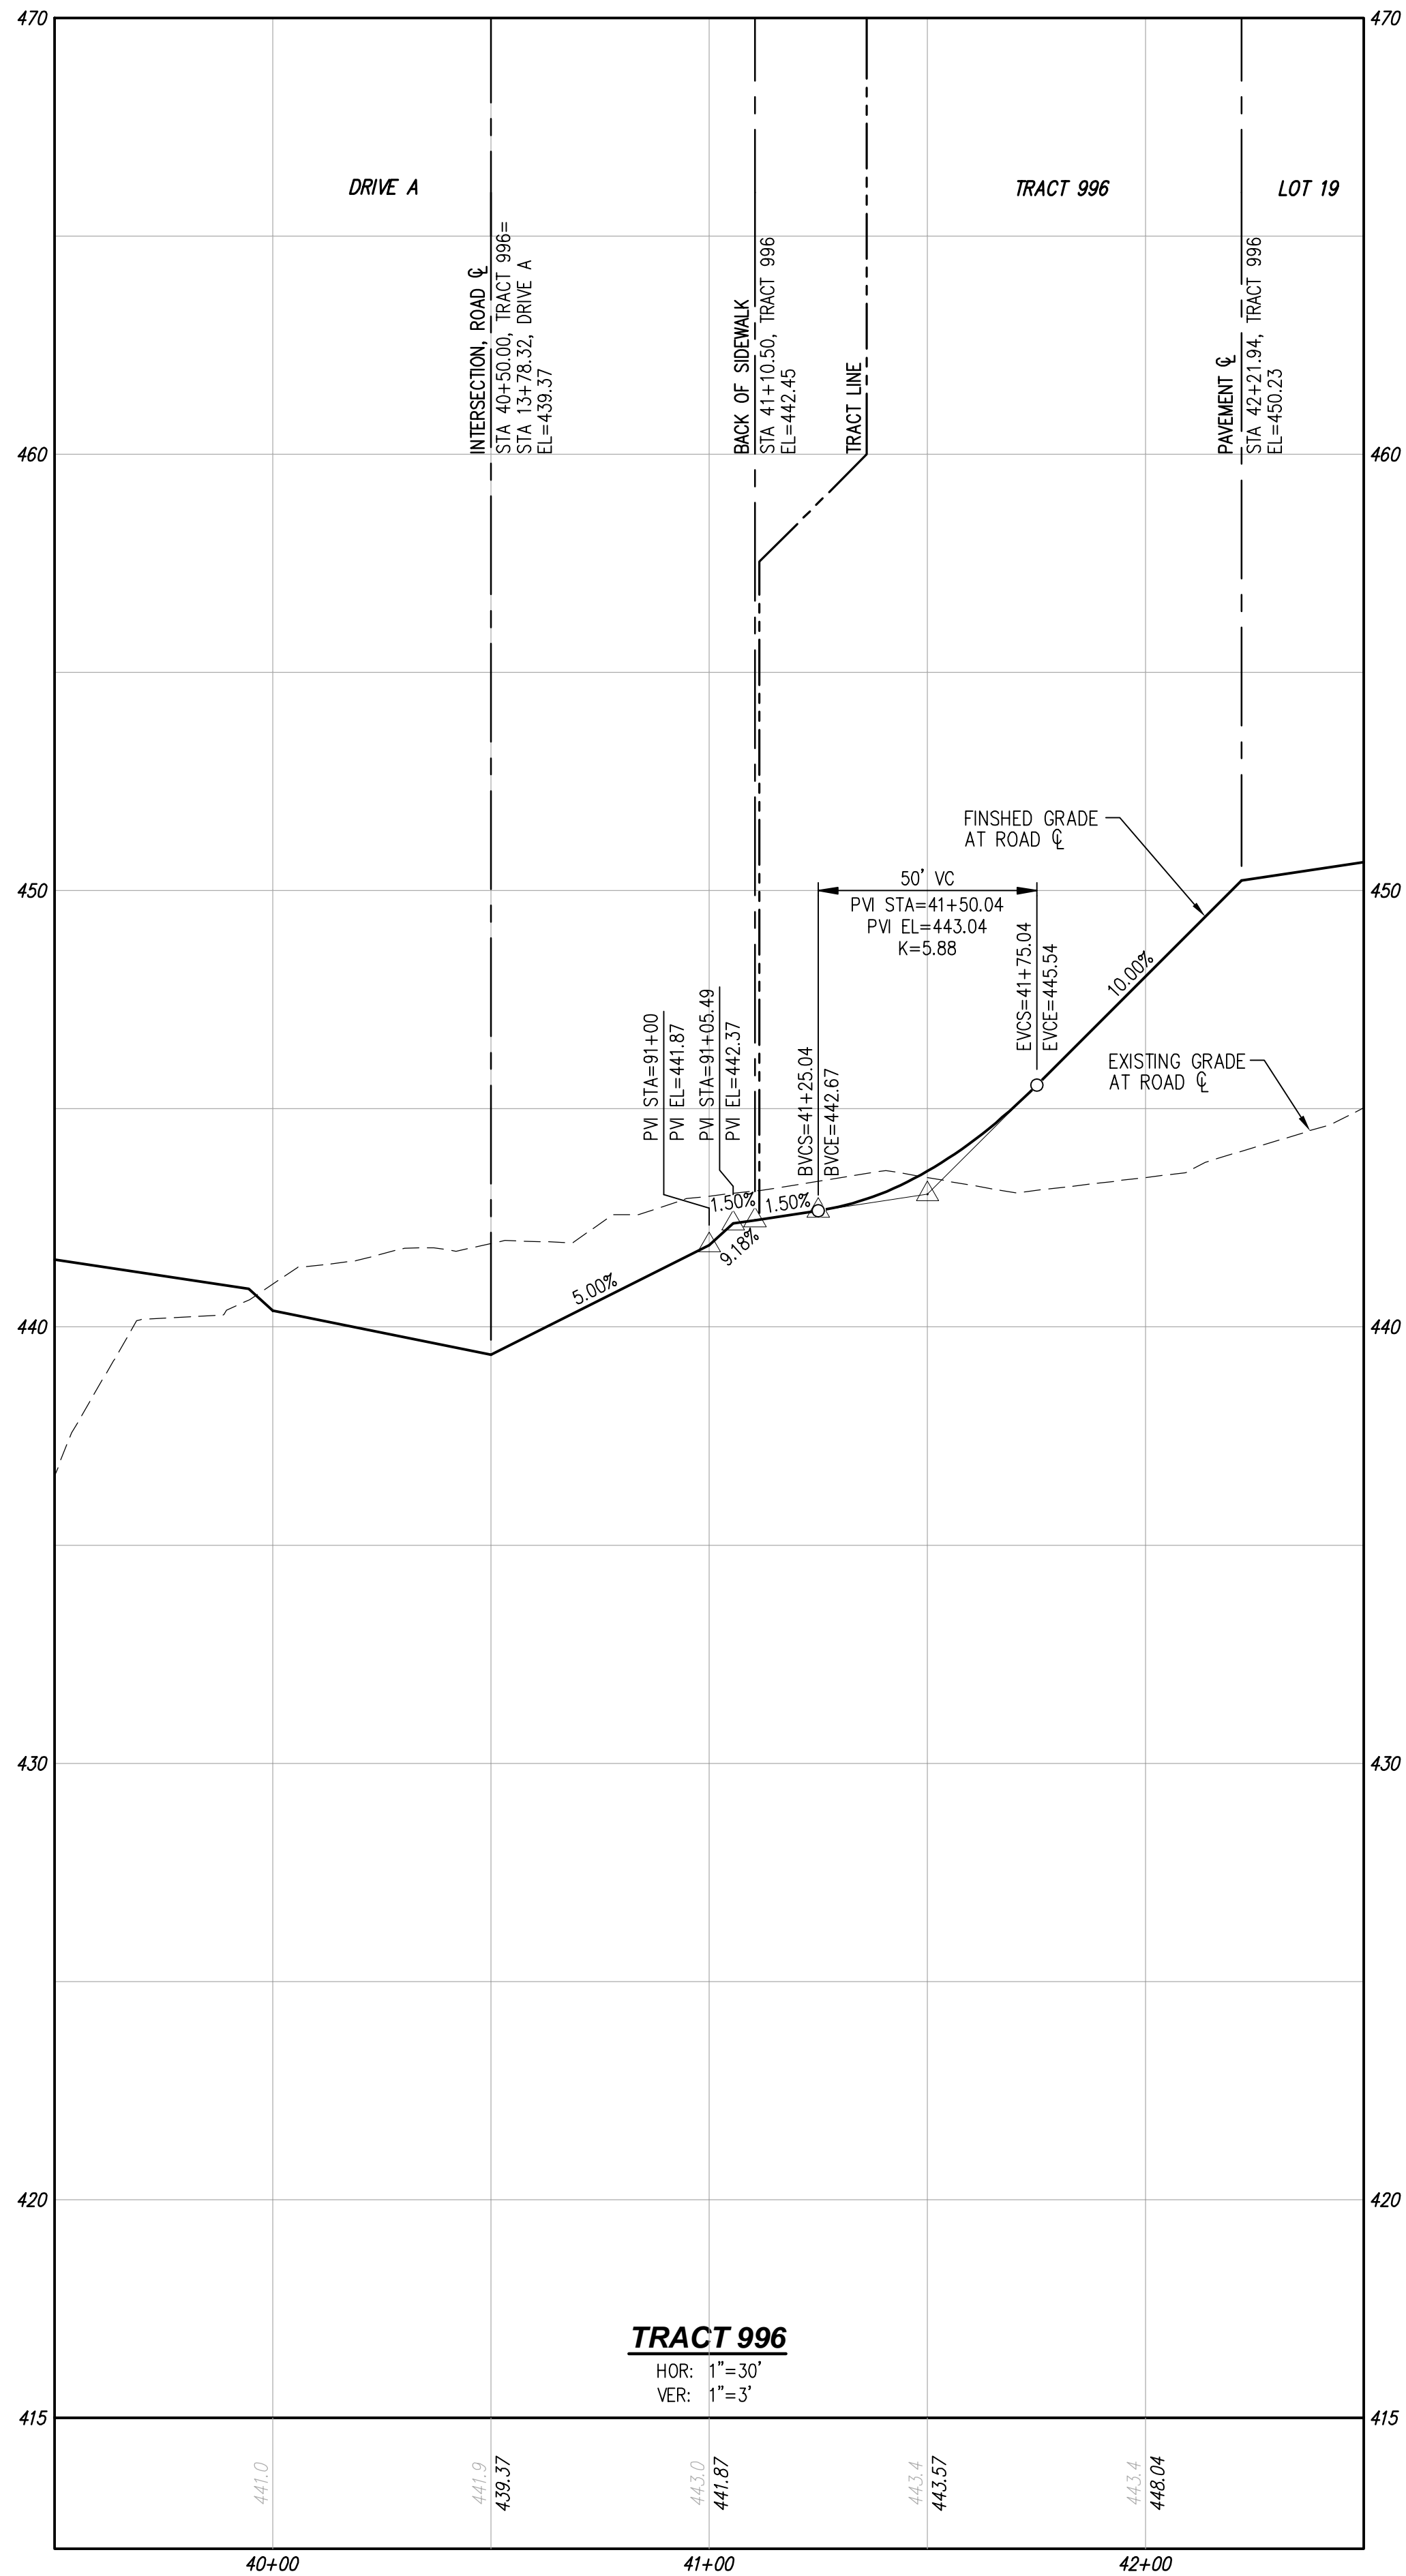 470
470
DRIVE A
TRACT 996
LOT 19
INTERSECTION, ROAD ℄
STA 40+50.00, TRACT 996=
STA 13+78.32, DRIVE A
EL=439.37
BACK OF SIDEWALK
STA 41+10.50, TRACT 996
EL=442.45
TRACT LINE
PAVEMENT ℄
STA 42+21.94, TRACT 996
EL=450.23
460
460
FINSHED GRADE
AT ROAD ℄
50' VC
PVI STA=41+50.04
PVI EL=443.04
K=5.88
450
450
PVI STA=91+00
PVI EL=441.87
PVI STA=91+05.49
PVI EL=442.37
BVCS=41+25.04
BVCE=442.67
EVCS=41+75.04
EVCE=445.54
10.00%
EXISTING GRADE
AT ROAD ℄
1.50%
1.50%
9.18%
5.00%
440
440
430
430
420
420
TRACT 996
HOR: 1"=30'
VER: 1"=3'
415
415
441.0
441.9
439.37
443.0
441.87
443.4
443.57
443.4
448.04
40+00
41+00
42+00